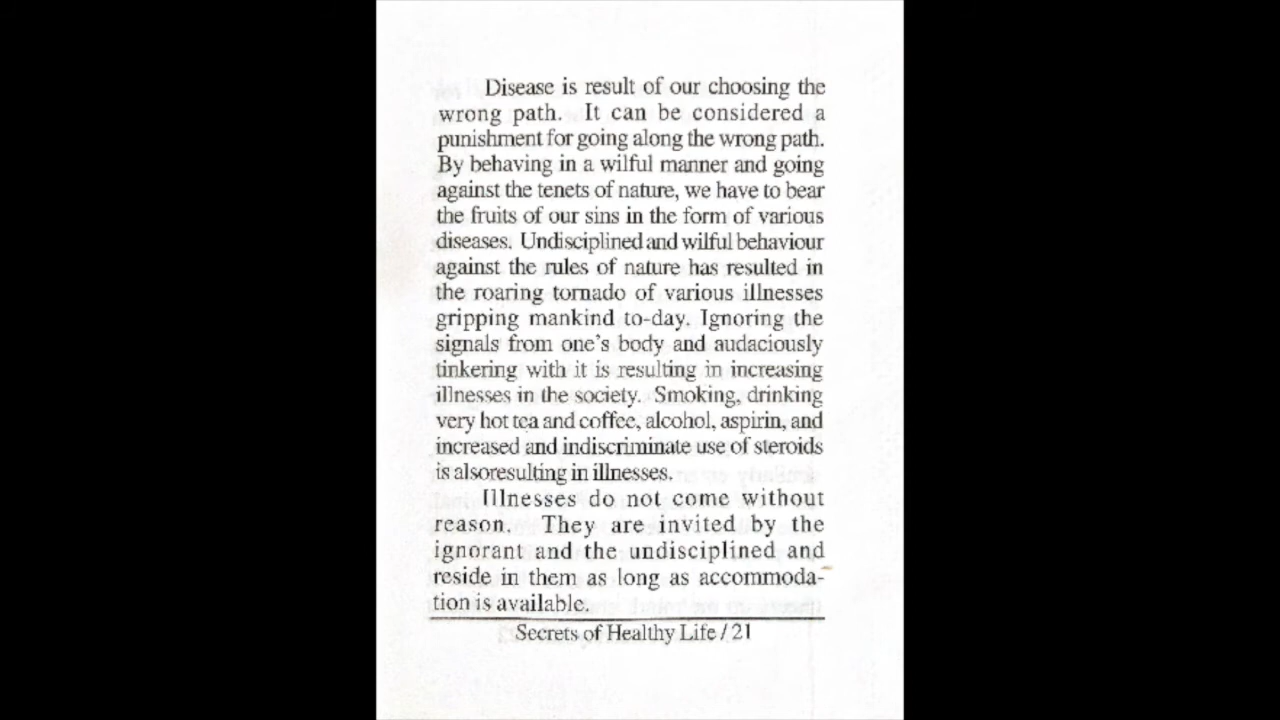 Disease is result of our choosing the
wrong path. It can be considered a
punishment for going along the wrong path.
By behaving in a wilful manner and going
against the tenets of nature, we have to bear
the fruits of our sins in the form of various
diseases. Undisciplined and wilful behaviour
against the rules of nature has resulted in
the roaring tornado of various illnesses
gripping mankind to-day. Ignoring the
signals from one's body and audaciously
tinkering with it is resulting in increasing
illnesses in the society. Smoking, drinking
very hot tea and coffee, alcohol, aspirin, and
increased and indiscriminate use of steroids
is alsoresulting in illnesses.
Illnesses do not come without
reason. They are invited by the
ignorant and the undisciplined and
reside in them as long as accommoda-
tion is available.
Secrets of Healthy Life / 21